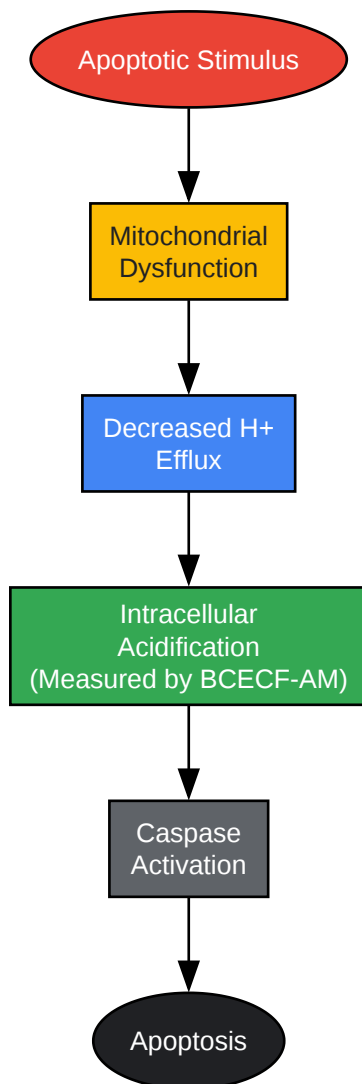 Apoptotic Stimulus
Mitochondrial
Dysfunction
Decreased H+
Efflux
Intracellular
Acidification
(Measured by BCECF-AM)
Caspase
Activation
Apoptosis